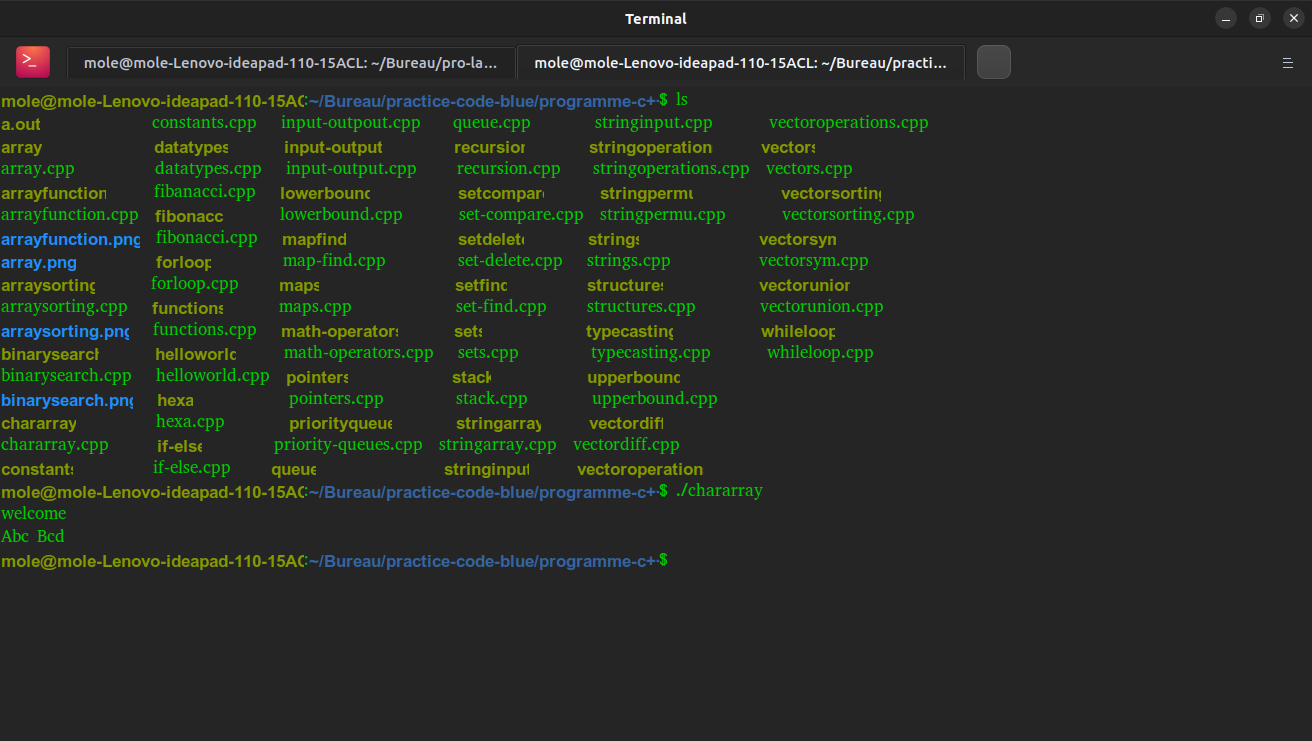 Terminal
mole@mole-Lenovo-ideapad-110-15ACL: ~/Bureau/pro-la... mole@mole-Lenovo-ideapad-110-15ACL: ~/Bureau/practi...
mole@mole-Lenovo-ideapad-110-15AC:~/Bureau/practice-code-blue/programme-c+$ ls
a.out constants.cpp input-outpout.cpp queue.cpp stringinput.cpp vectoroperations.cpp
array datatypes input-output recursion stringoperation vectors
array.cpp datatypes.cpp input-output.cpp recursion.cpp stringoperations.cpp vectors.cpp
arrayfunction fibanacci.cpp lowerbound setcompare stringpermu vectorsorting
arrayfunction.cpp fibonacc lowerbound.cpp set-compare.cpp stringpermu.cpp vectorsorting.cpp
arrayfunction.png fibonacci.cpp mapfind setdelete strings vectorsym
array.png forloop map-find.cpp set-delete.cpp strings.cpp vectorsym.cpp
arraysorting forloop.cpp maps setfind structures vectorunion
arraysorting.cpp functions maps.cpp set-find.cpp structures.cpp vectorunion.cpp
arraysorting.png functions.cpp math-operators sets typecasting whileloop
binarysearch helloworld math-operators.cpp sets.cpp typecasting.cpp whileloop.cpp
binarysearch.cpp helloworld.cpp pointers stack upperbound
binarysearch.png hexa pointers.cpp stack.cpp upperbound.cpp
chararray hexa.cpp priorityqueue stringarray vectordiff
chararray.cpp if-else priority-queues.cpp stringarray.cpp vectordiff.cpp
constants if-else.cpp queue stringinput vectoroperation
mole@mole-Lenovo-ideapad-110-15AC:~/Bureau/practice-code-blue/programme-c+$ ./chararray
welcome
Abc Bcd
mole@mole-Lenovo-ideapad-110-15AC:~/Bureau/practice-code-blue/programme-c+$